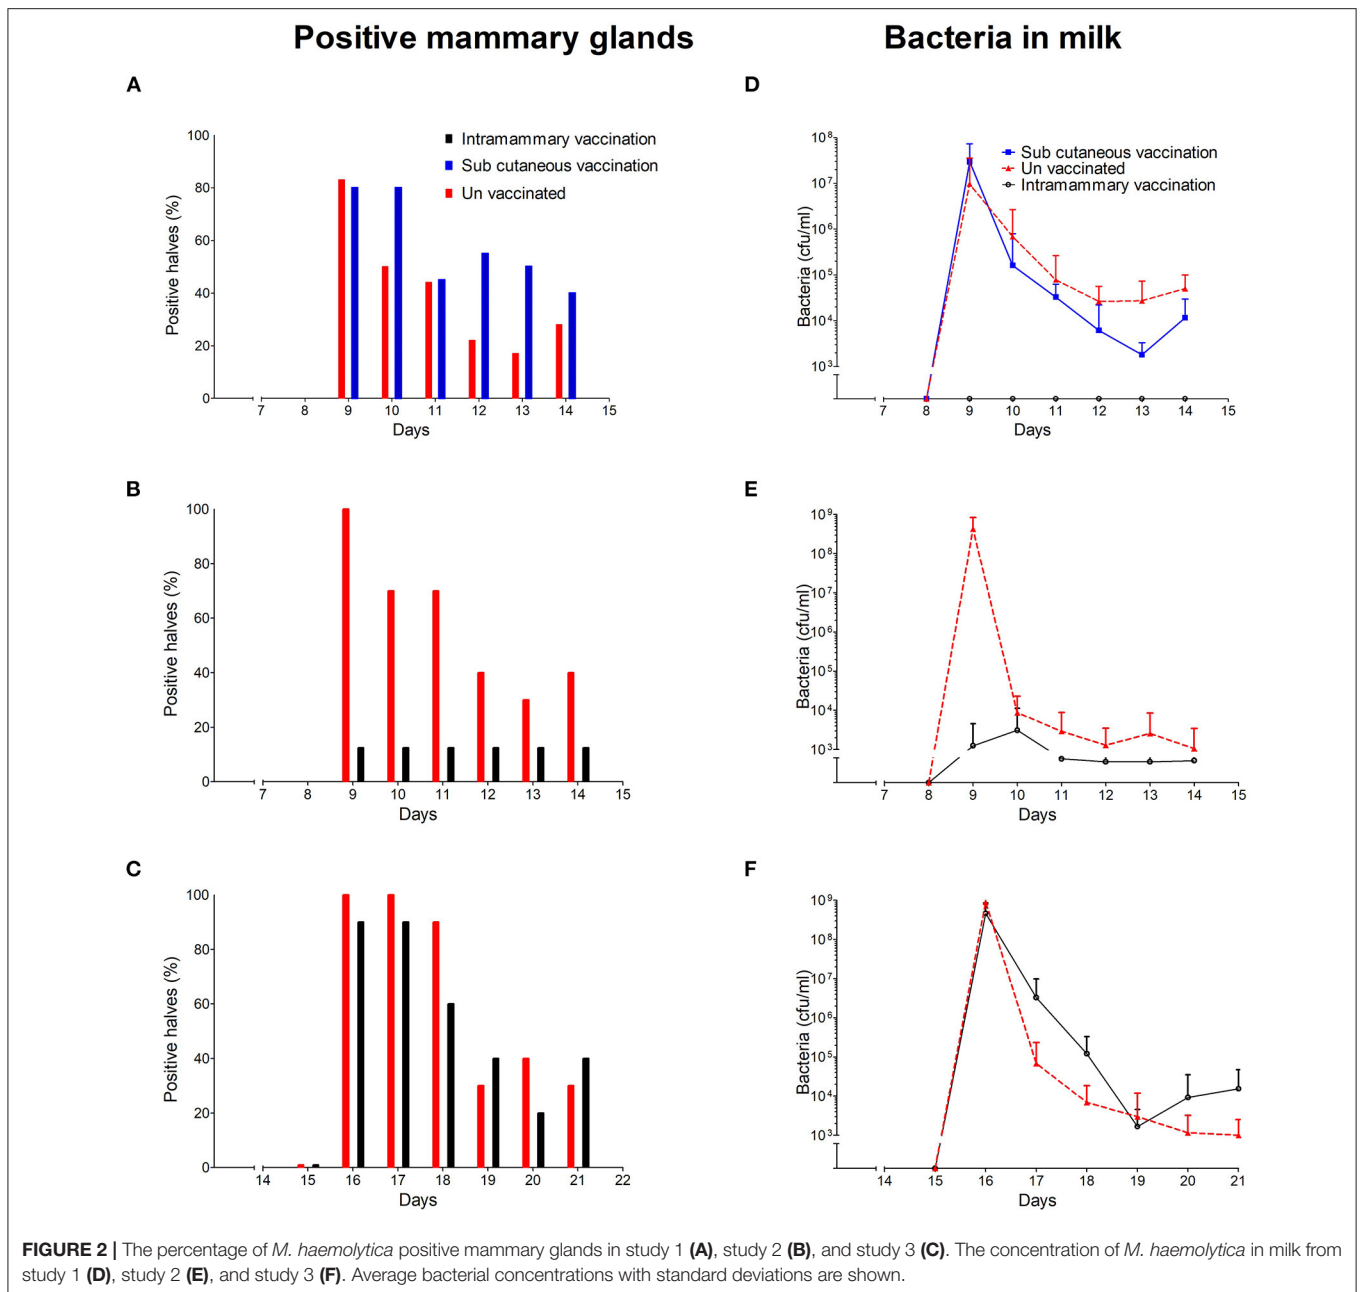 Positive mammary glands
Bacteria in milk
A
100
80
60
40
20
0
Positive halves (%)
Intramammary vaccination
Sub cutaneous vaccination
Un vaccinated
7 8 9 10 11 12 13 14 15
Days
D
10⁸
10⁷
10⁶
10⁵
10⁴
10³
Bacteria (cfu/ml)
Sub cutaneous vaccination
Un vaccinated
Intramammary vaccination
7 8 9 10 11 12 13 14 15
Days
B
100
80
60
40
20
0
Positive halves (%)
7 8 9 10 11 12 13 14 15
Days
E
10⁹
10⁸
10⁷
10⁶
10⁵
10⁴
10³
Bacteria (cfu/ml)
7 8 9 10 11 12 13 14 15
Days
C
100
80
60
40
20
0
Positive halves (%)
14 15 16 17 18 19 20 21 22
Days
F
10⁹
10⁸
10⁷
10⁶
10⁵
10⁴
10³
Bacteria (cfu/ml)
14 15 16 17 18 19 20 21
Days
FIGURE 2 | The percentage of M. haemolytica positive mammary glands in study 1 (A), study 2 (B), and study 3 (C). The concentration of M. haemolytica in milk from
study 1 (D), study 2 (E), and study 3 (F). Average bacterial concentrations with standard deviations are shown.